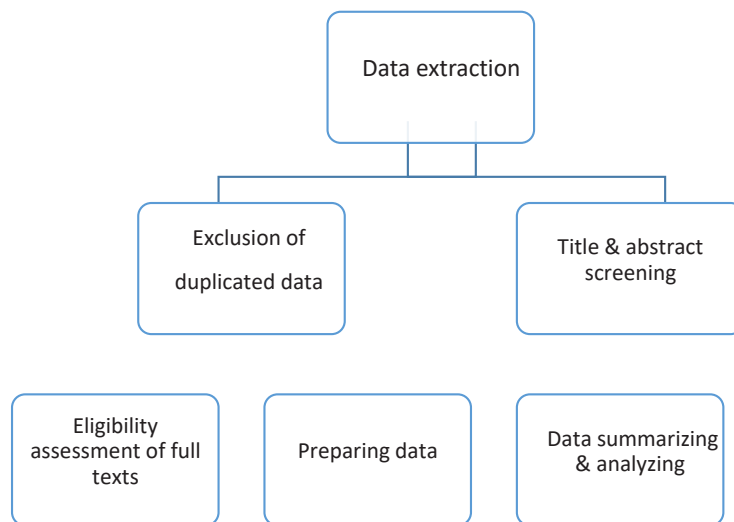 Data extraction
Exclusion of
duplicated data
Title & abstract
screening
Eligibility
assessment of full
texts
Preparing data
Data summarizing
& analyzing